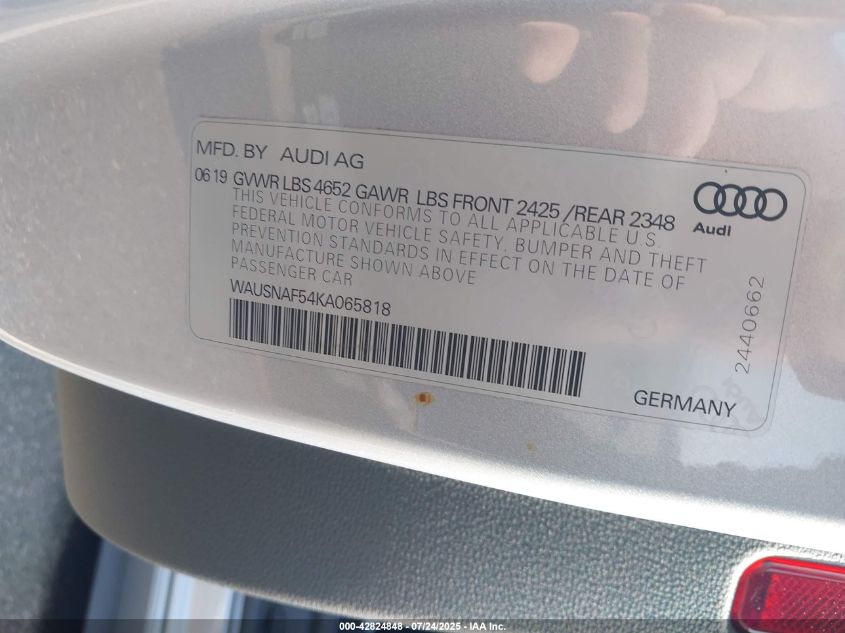 MFD. BY AUDI AG
06 19 GVWR LBS 4652 GAWR LBS FRONT 2425 /REAR 2348
THIS VEHICLE CONFORMS TO ALL APPLICABLE U.S.
FEDERAL MOTOR VEHICLE SAFETY, BUMPER AND THEFT
PREVENTION STANDARDS IN EFFECT ON THE DATE OF
MANUFACTURE SHOWN ABOVE
PASSENGER CAR
WAUSNAF54KA065818
Audi
2440662
GERMANY
000-42824848 - 07/24/2025 - IAA Inc.